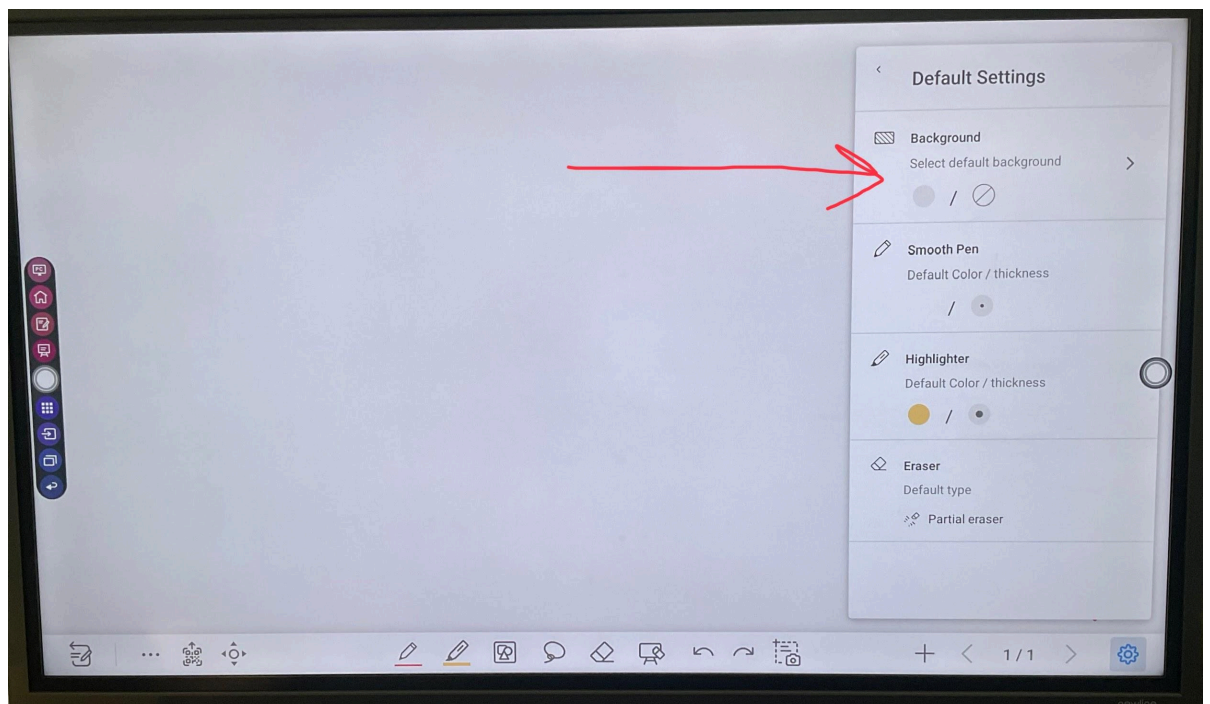 Default Settings
Background
Select default background
/
Smooth Pen
Default Color / thickness
/
Highlighter
Default Color / thickness
/
Eraser
Default type
Partial eraser
PC
1 / 1